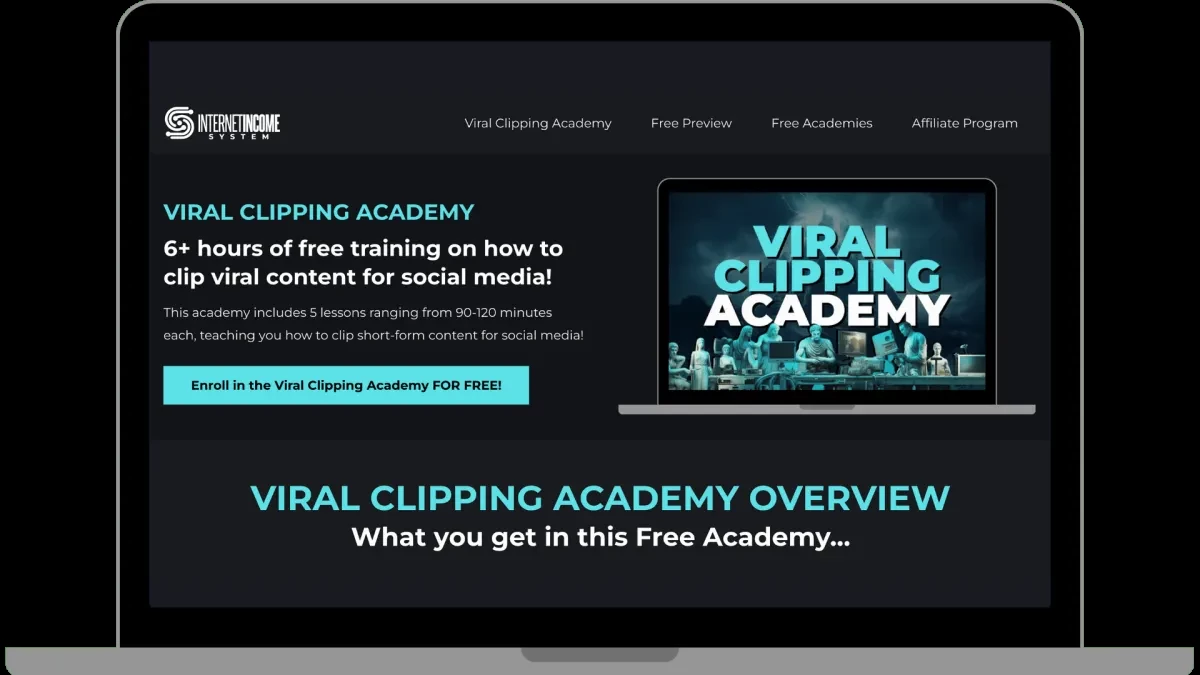 INTERNETINCOME
SYSTEM
Viral Clipping Academy
Free Preview
Free Academies
Affiliate Program
VIRAL CLIPPING ACADEMY
6+ hours of free training on how to
clip viral content for social media!
This academy includes 5 lessons ranging from 90-120 minutes
each, teaching you how to clip short-form content for social media!
Enroll in the Viral Clipping Academy FOR FREE!
VIRAL
CLIPPING
ACADEMY
VIRAL CLIPPING ACADEMY OVERVIEW
What you get in this Free Academy...